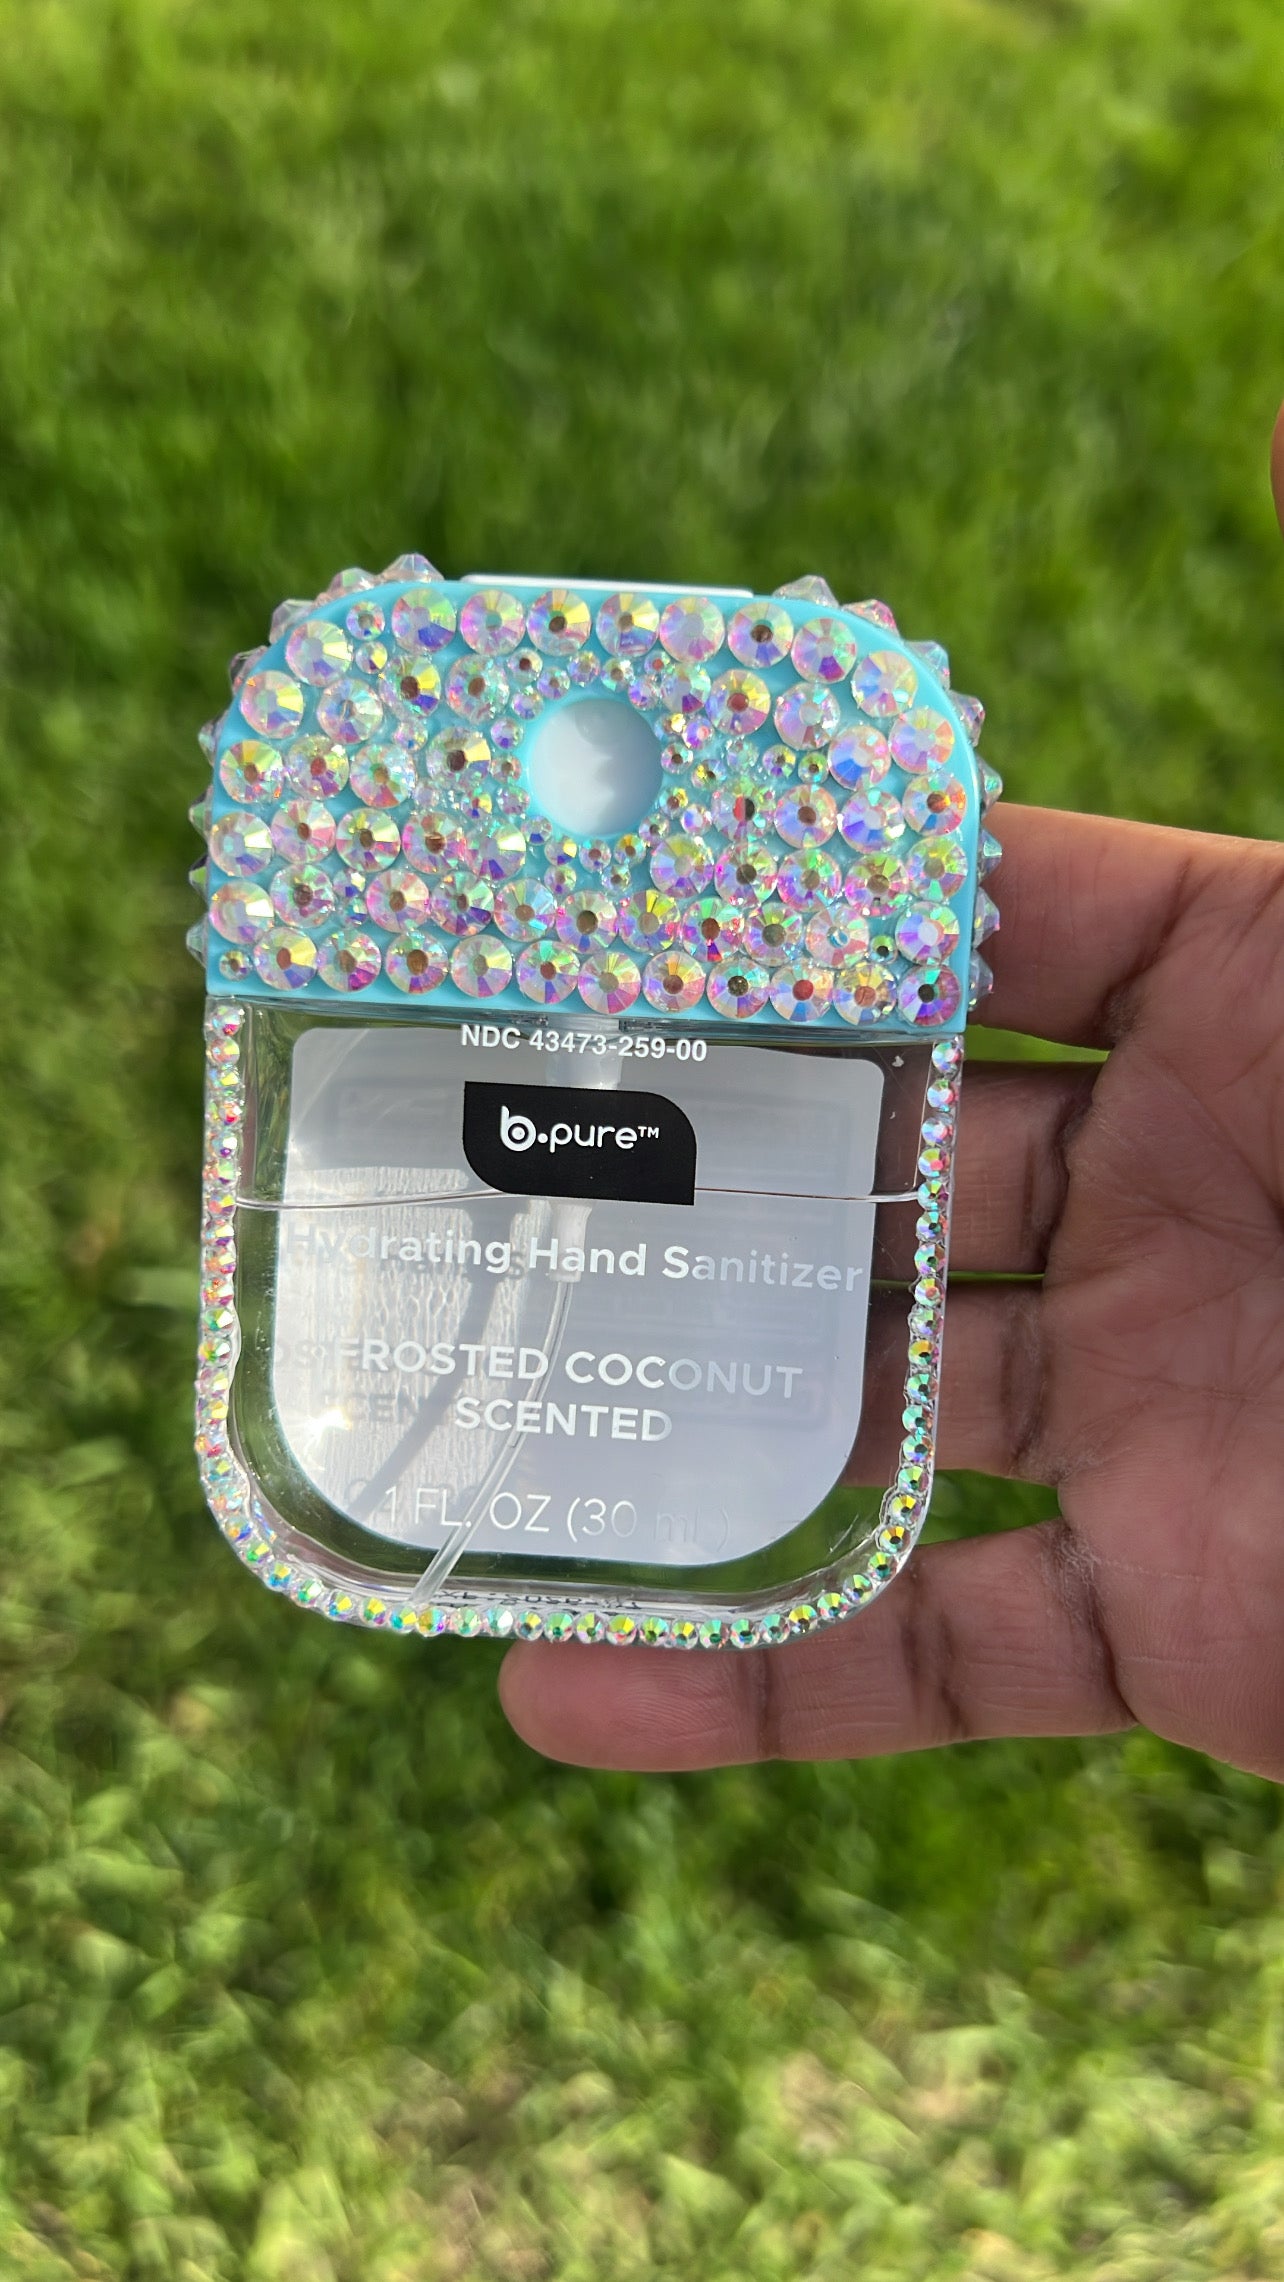 NDC 43473-259-00
b.pure™
Hydrating Hand Sanitizer
FROSTED COCONUT
SCENTED
1 FL. OZ (30 mL)